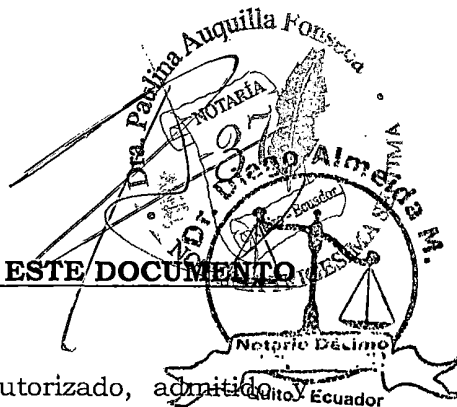 Dra. Paulina Auquilla Fonseca
NOTARÍA
Dr. Diego Almeida M.
Ecuador
ESTE DOCUMENTO
Notario Décimo
utorizado, admitido y
Quito - Ecuador